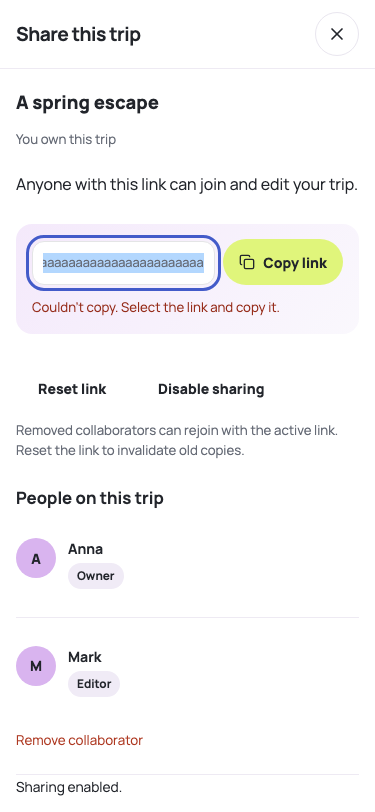 Share this trip
A spring escape
You own this trip
Anyone with this link can join and edit your trip.
aaaaaaaaaaaaaaaaaaaaaaa
Copy link
Couldn't copy. Select the link and copy it.
Reset link
Disable sharing
Removed collaborators can rejoin with the active link.
Reset the link to invalidate old copies.
People on this trip
A
Anna
Owner
M
Mark
Editor
Remove collaborator
Sharing enabled.